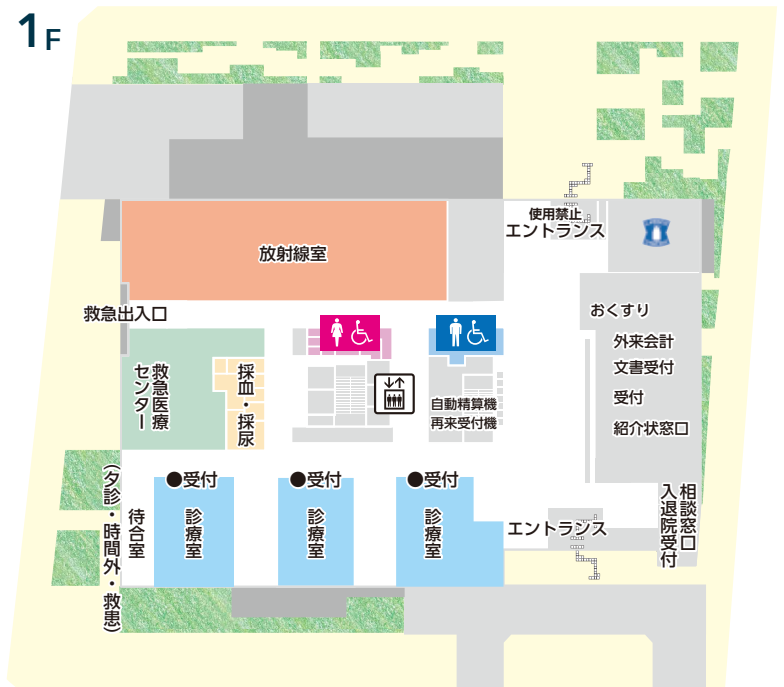 1F
使用禁止
エントランス
放射線室
おくすり
救急出入口
外来会計
文書受付
受付
紹介状窓口
救急医療
センター
採血・採尿
自動精算機
再来受付機
●受付
●受付
●受付
診療室
診療室
診療室
待合室
(夕診・時間外・救患)
エントランス
相談窓口
入退院受付